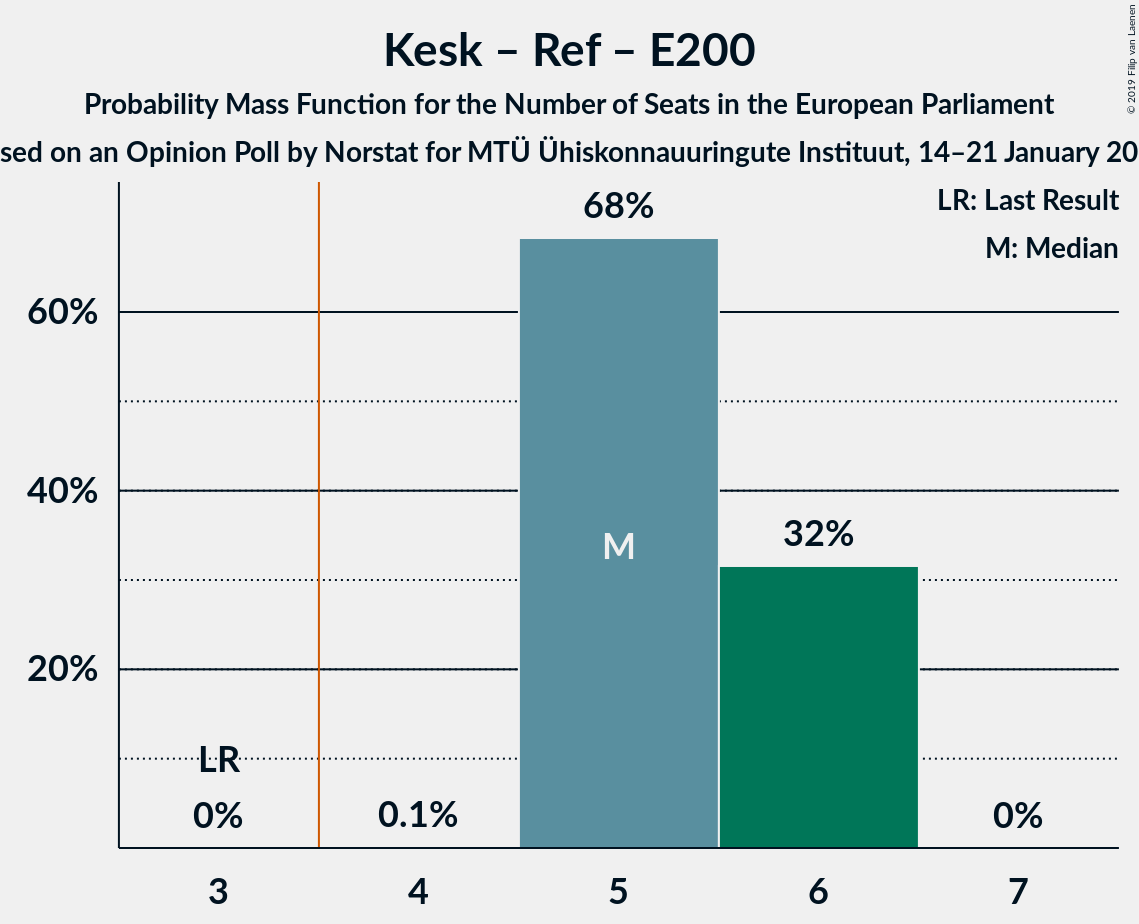 Kesk – Ref – E200
Probability Mass Function for the Number of Seats in the European Parliament
sed on an Opinion Poll by Norstat for MTÜ Ühiskonnauuringute Instituut, 14–21 January 20
© 2019 Filip van Laenen
LR: Last Result
M: Median
68%
60%
40%
32%
M
20%
LR
0%
0.1%
0%
3 4 5 6 7